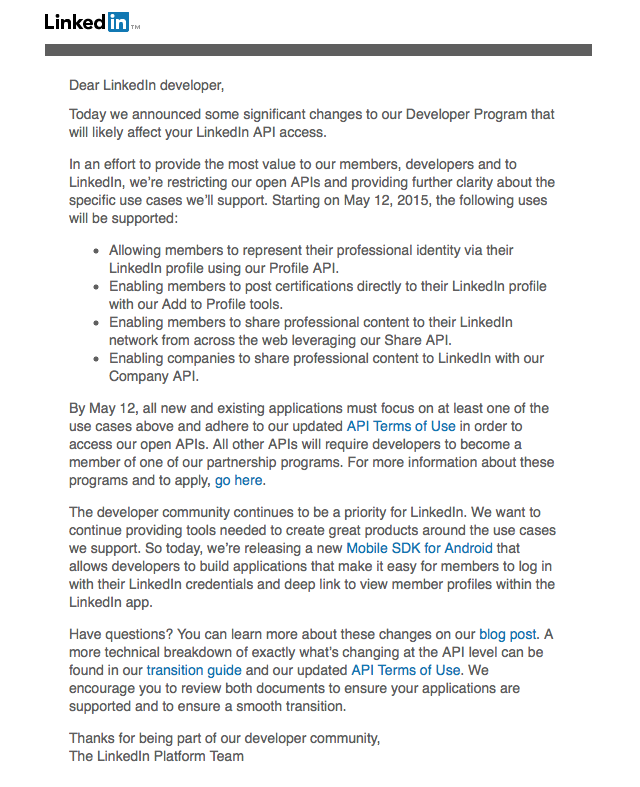 Linked in ™
Dear LinkedIn developer,
Today we announced some significant changes to our Developer Program that
will likely affect your LinkedIn API access.
In an effort to provide the most value to our members, developers and to
LinkedIn, we're restricting our open APIs and providing further clarity about the
specific use cases we'll support. Starting on May 12, 2015, the following uses
will be supported:
• Allowing members to represent their professional identity via their
LinkedIn profile using our Profile API.
• Enabling members to post certifications directly to their LinkedIn profile
with our Add to Profile tools.
• Enabling members to share professional content to their LinkedIn
network from across the web leveraging our Share API.
• Enabling companies to share professional content to LinkedIn with our
Company API.
By May 12, all new and existing applications must focus on at least one of the
use cases above and adhere to our updated API Terms of Use in order to
access our open APIs. All other APIs will require developers to become a
member of one of our partnership programs. For more information about these
programs and to apply, go here.
The developer community continues to be a priority for LinkedIn. We want to
continue providing tools needed to create great products around the use cases
we support. So today, we're releasing a new Mobile SDK for Android that
allows developers to build applications that make it easy for members to log in
with their LinkedIn credentials and deep link to view member profiles within the
LinkedIn app.
Have questions? You can learn more about these changes on our blog post. A
more technical breakdown of exactly what's changing at the API level can be
found in our transition guide and our updated API Terms of Use. We
encourage you to review both documents to ensure your applications are
supported and to ensure a smooth transition.
Thanks for being part of our developer community,
The LinkedIn Platform Team